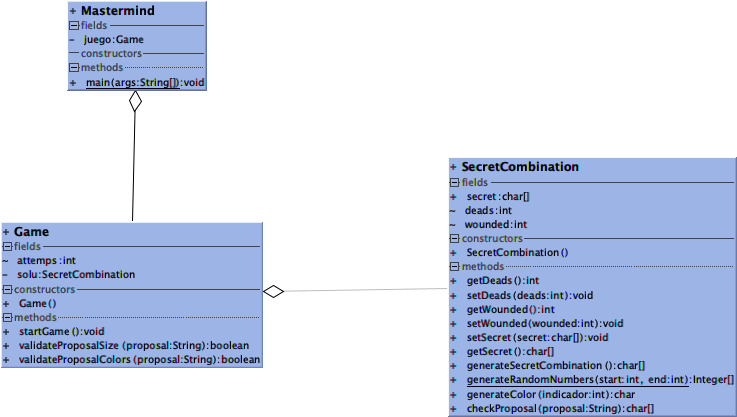 + Mastermind
fields
- juego:Game
constructors
methods
+ main(args:String[]):void
+ Game
fields
~ attemps:int
- solu:SecretCombination
constructors
+ Game()
methods
+ startGame():void
+ validateProposalSize(proposal:String):boolean
+ validateProposalColors(proposal:String):boolean
+ SecretCombination
fields
+ secret:char[]
~ deads:int
~ wounded:int
constructors
+ SecretCombination()
methods
+ getDeads():int
+ setDeads(deads:int):void
+ getWounded():int
+ setWounded(wounded:int):void
+ setSecret(secret:char[]):void
+ getSecret():char[]
+ generateSecretCombination():char[]
+ generateRandomNumbers(start:int, end:int):Integer[]
+ generateColor(indicador:int):char
+ checkProposal(proposal:String):char[]